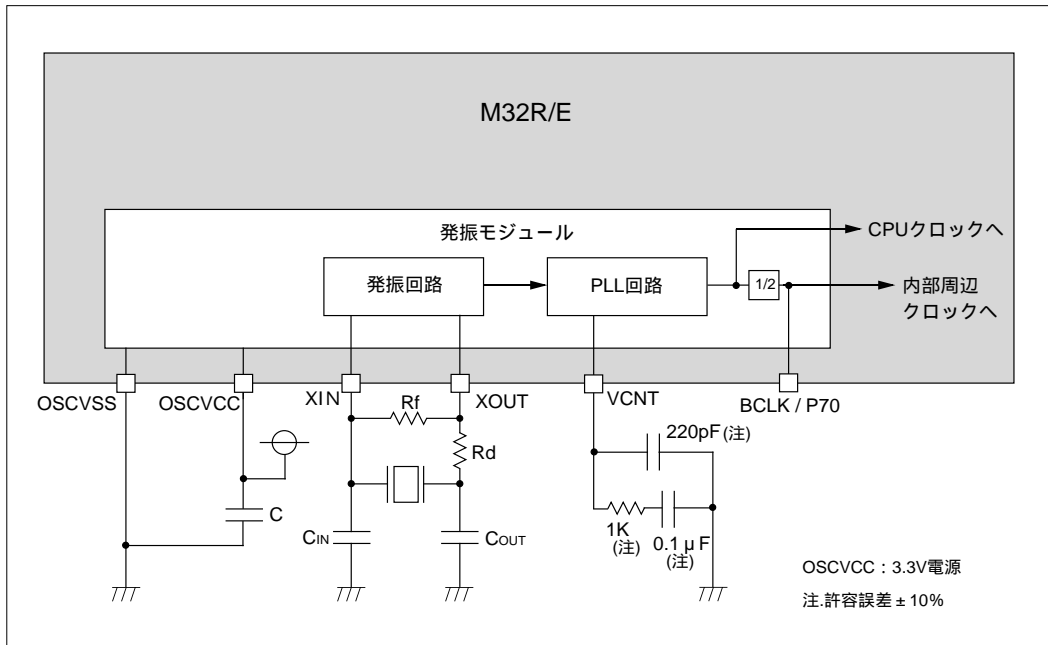 M32R/E
発振モジュール
CPUクロックへ
発振回路
PLL回路
1/2
内部周辺
クロックへ
OSCVSS
OSCVCC
XIN
XOUT
VCNT
BCLK / P70
Rf
220pF(注)
Rd
C
CIN
COUT
1K
(注)
0.1μF
(注)
OSCVCC：3.3V電源
注.許容誤差±10%